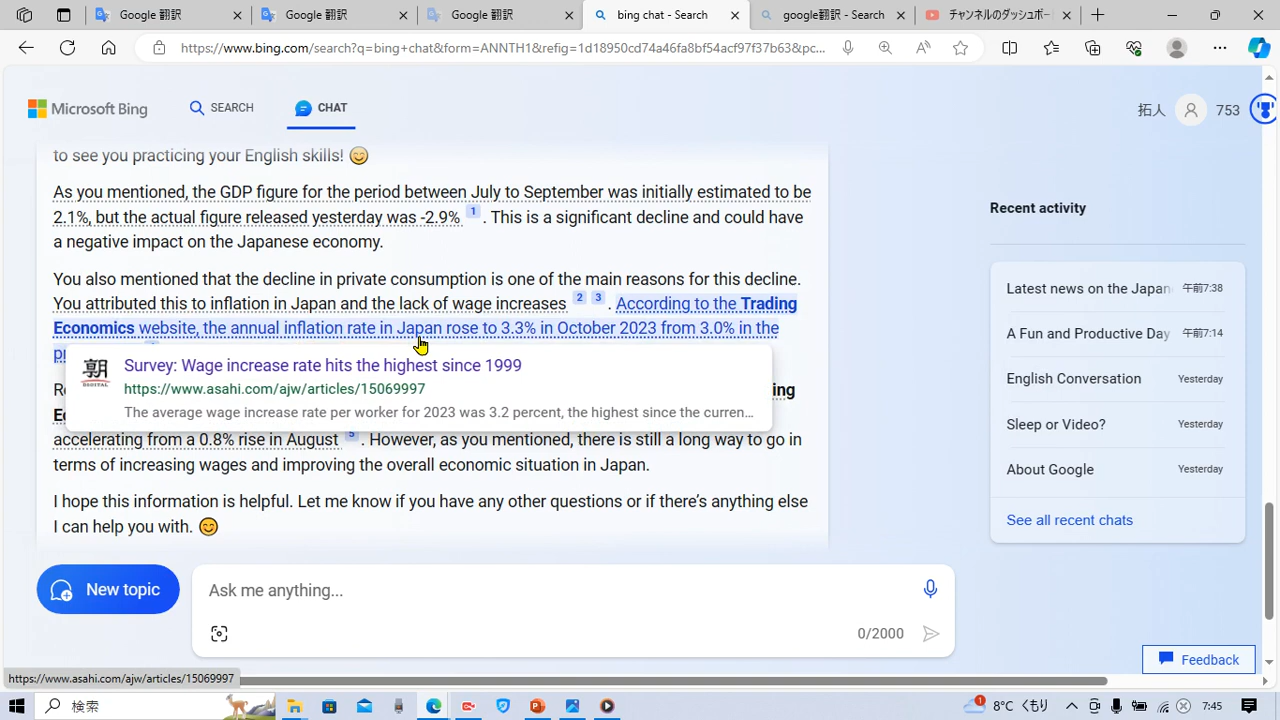 Google 翻訳
Google 翻訳
Google 翻訳
bing chat - Search
google翻訳 - Search
チャンネルのダッシュボー
https://www.bing.com/search?q=bing+chat&form=ANNTH1&refig=1d18950cd74a46fa8bf54acf97f37b63&pc...
Microsoft Bing
SEARCH
CHAT
拓人
753
to see you practicing your English skills! 😊
As you mentioned, the GDP figure for the period between July to September was initially estimated to be
2.1%, but the actual figure released yesterday was -2.9% 1 . This is a significant decline and could have
a negative impact on the Japanese economy.
You also mentioned that the decline in private consumption is one of the main reasons for this decline.
You attributed this to inflation in Japan and the lack of wage increases 2 3 . According to the Trading
Economics website, the annual inflation rate in Japan rose to 3.3% in October 2023 from 3.0% in the
Survey: Wage increase rate hits the highest since 1999
https://www.asahi.com/ajw/articles/15069997
The average wage increase rate per worker for 2023 was 3.2 percent, the highest since the curren...
朝
DIGITAL
accelerating from a 0.8% rise in August 5 . However, as you mentioned, there is still a long way to go in
terms of increasing wages and improving the overall economic situation in Japan.
I hope this information is helpful. Let me know if you have any other questions or if there's anything else
I can help you with. 😊
Recent activity
Latest news on the Japan 午前7:38
A Fun and Productive Day 午前7:14
English Conversation Yesterday
Sleep or Video? Yesterday
About Google Yesterday
See all recent chats
New topic
Ask me anything...
0/2000
Feedback
https://www.asahi.com/ajw/articles/15069997
検索
8°C くもり
7:45